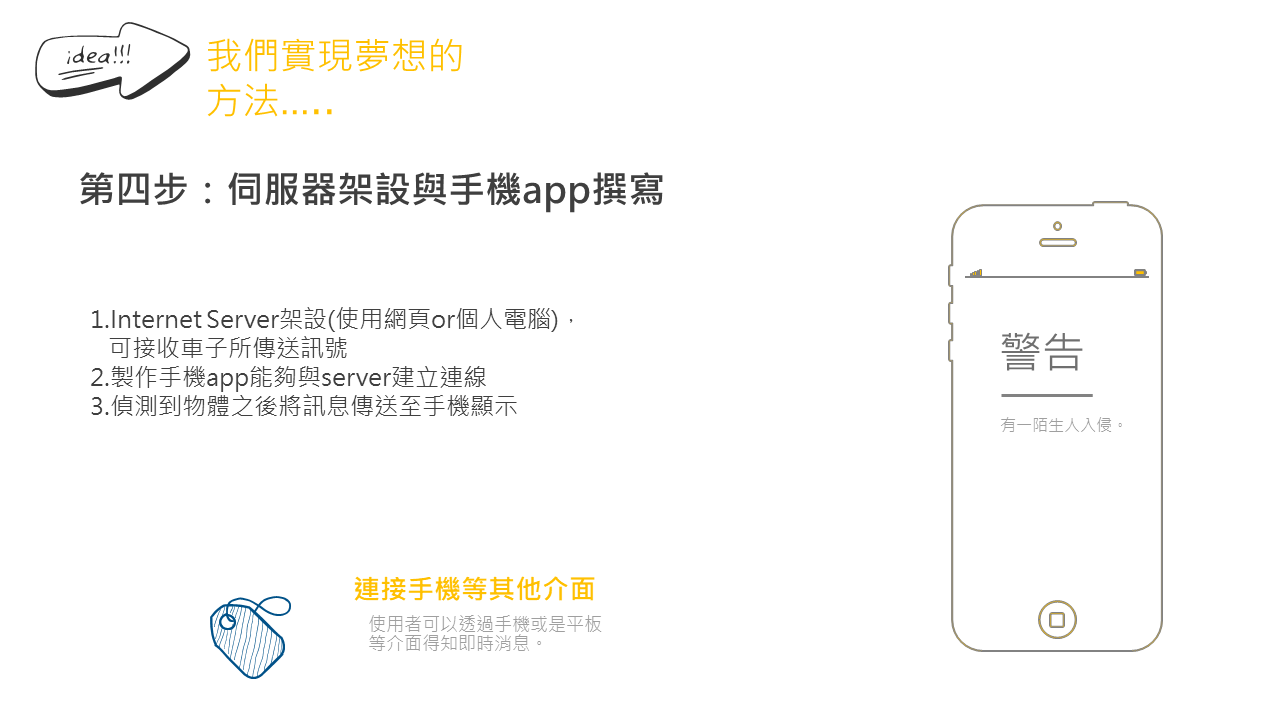 idea!!!
我們實現夢想的
方法…..
第四步：伺服器架設與手機app撰寫
1.Internet Server架設(使用網頁or個人電腦)，
可接收車子所傳送訊號
2.製作手機app能夠與server建立連線
3.偵測到物體之後將訊息傳送至手機顯示
警告
有一陌生人入侵。
連接手機等其他介面
使用者可以透過手機或是平板
等介面得知即時消息。